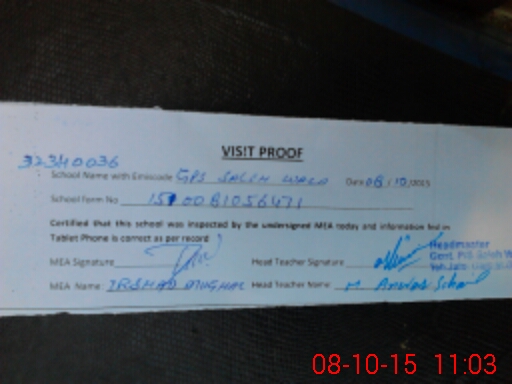 VISIT PROOF
32340036
School Name with Emiscode GPS SALEH WALA Date 08/10/2015
School Form No 15
Certified that this school was inspected by the undersigned MEA today and information fed in
Tablet Phone is correct as per record
MEA Signature Head Teacher Signature
Headmaster
Govt. P/S Saleh
MEA Name IRSHAD MUGHAL Head Teacher Name M.
08-10-15 11:03